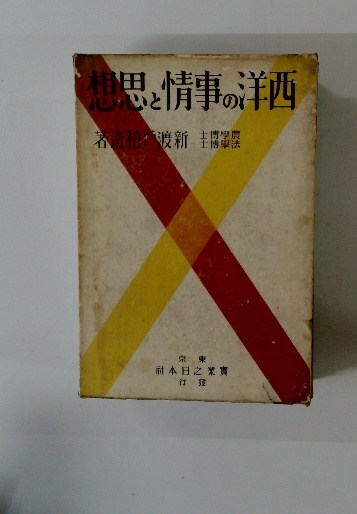 西洋の事情と思想
農學博士
法學博士
新渡戸稻造著
東京
實業之日本社
發行